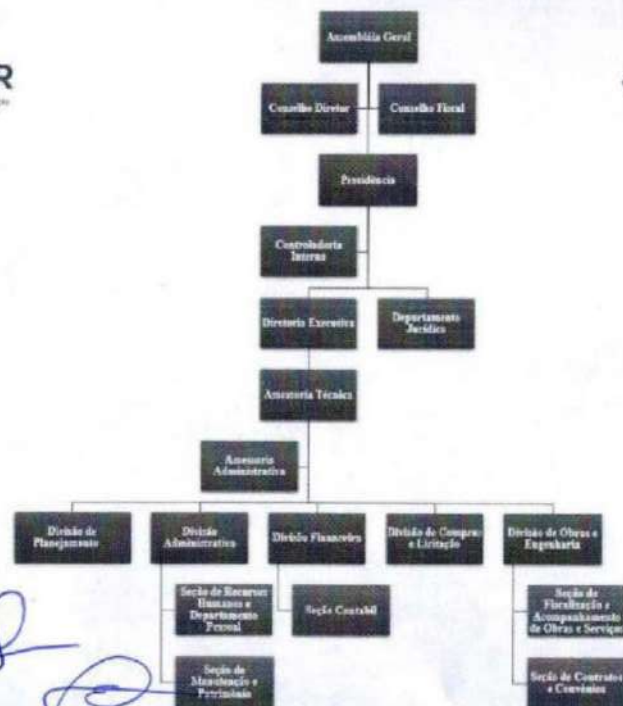 R
Assembléia Geral
Conselho Diretor
Conselho Fiscal
Presidência
Controladoria
Interna
Diretoria Executiva
Departamento
Jurídico
Assessoria Técnica
Assessoria
Administrativa
Divisão de
Planejamento
Divisão
Administrativa
Divisão Financeira
Divisão de Compras
e Licitação
Divisão de Obras e
Engenharia
Seção de Recursos
Humanos e
Departamento
Pessoal
Seção Contábil
Seção de
Fiscalização e
Acompanhamento
de Obras e Serviços
Seção de
Manutenção e
Patrimônio
Seção de Contratos
e Convênios